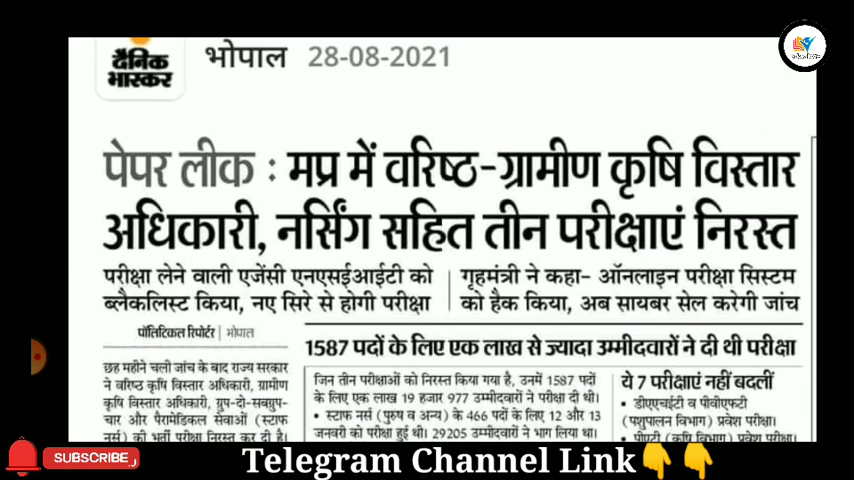 दैनिक
भास्कर
भोपाल 28-08-2021
पेपर लीक : मप्र में वरिष्ठ-ग्रामीण कृषि विस्तार
अधिकारी, नर्सिंग सहित तीन परीक्षाएं निरस्त
परीक्षा लेने वाली एजेंसी एनएसईआईटी को
ब्लैकलिस्ट किया, नए सिरे से होगी परीक्षा
गृहमंत्री ने कहा- ऑनलाइन परीक्षा सिस्टम
को हैक किया, अब सायबर सेल करेगी जांच
पॉलिटिकल रिपोर्टर | भोपाल
छह महीने चली जांच के बाद राज्य सरकार
ने वरिष्ठ कृषि विस्तार अधिकारी, ग्रामीण
कृषि विस्तार अधिकारी, ग्रुप-दो-सबग्रुप-
चार और पैरामेडिकल सेवाओं (स्टाफ
नर्स) की भर्ती परीक्षा निरस्त कर दी है।
1587 पदों के लिए एक लाख से ज्यादा उम्मीदवारों ने दी थी परीक्षा
जिन तीन परीक्षाओं को निरस्त किया गया है, उनमें 1587 पदों
के लिए एक लाख 19 हजार 977 उम्मीदवारों ने परीक्षा दी थी।
• स्टाफ नर्स (पुरुष व अन्य) के 466 पदों के लिए 12 और 13
जनवरी को परीक्षा हुई थी। 29205 उम्मीदवारों ने भाग लिया था।
ये 7 परीक्षाएं नहीं बदलीं
• डीएएचईटी व पीवीएफटी
(पशुपालन विभाग) प्रवेश परीक्षा।
• पीएटी (कृषि विभाग) प्रवेश परीक्षा।
SUBSCRIBE
Telegram Channel Link👇👇